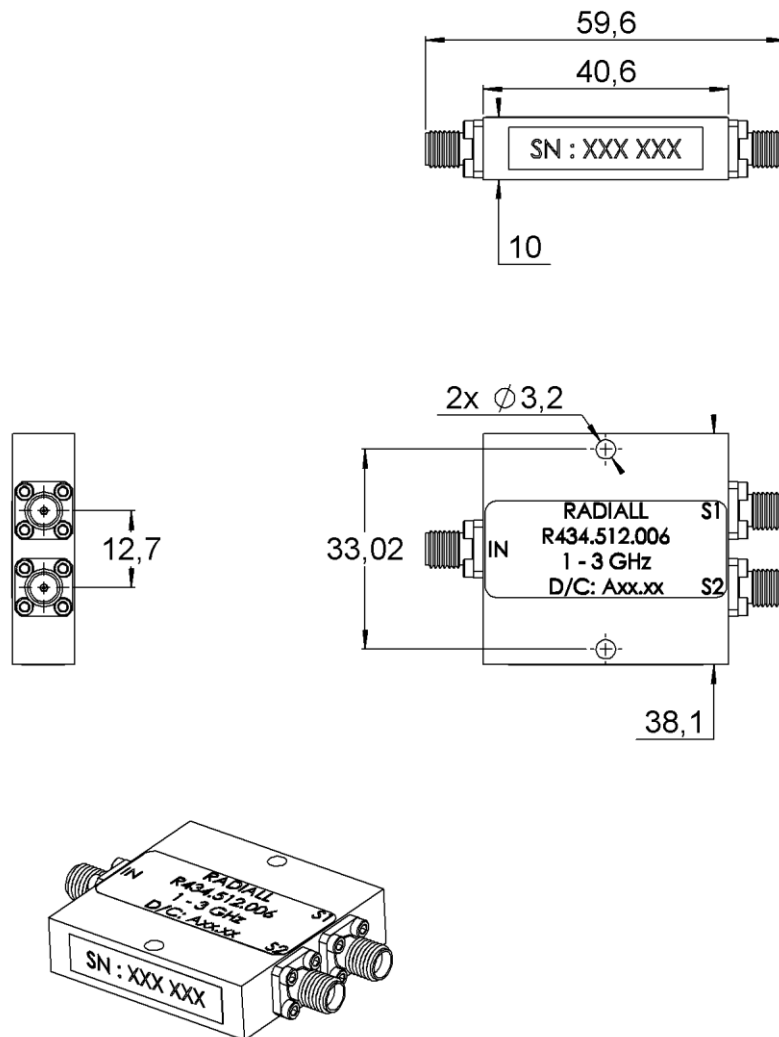 59,6
40,6
SN : XXX XXX
10
2x ∅3,2
12,7
33,02
IN
RADIALL
R434.512.006
1 - 3 GHz
D/C: Axx.xx
S1
S2
38,1
IN
RADIALL
R434.512.006
1 - 3 GHz
D/C: Axx.xx
S1
S2
SN : XXX XXX